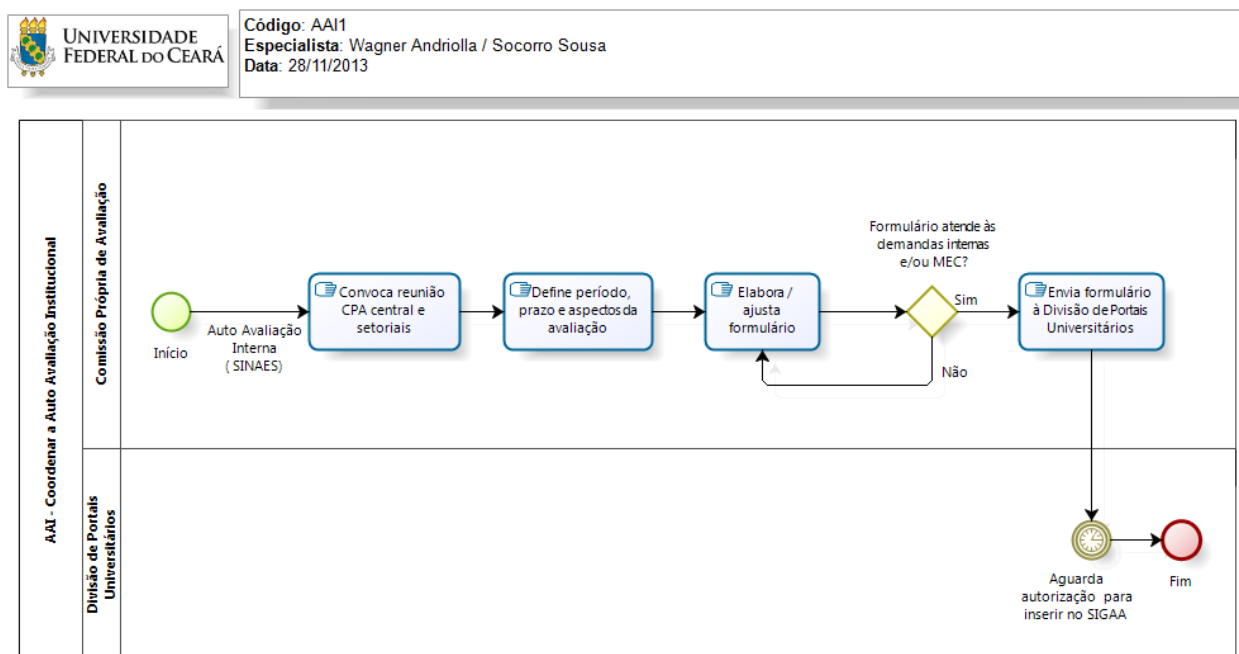 UNIVERSIDADE
FEDERAL DO CEARÁ
Código: AAI1
Especialista: Wagner Andriolla / Socorro Sousa
Data: 28/11/2013
AAI - Coordenar a Auto Avaliação Institucional
Comissão Própria de Avaliação
Início
Auto Avaliação
Interna
( SINAES)
Convoca reunião
CPA central e
setoriais
Define período,
prazo e aspectos da
avaliação
Elabora /
ajusta
formulário
Formulário atende às
demandas internas
e/ou MEC?
Sim
Não
Envia formulário
à Divisão de Portais
Universitários
Divisão de Portais
Universitários
Aguarda
autorização para
inserir no SIGAA
Fim